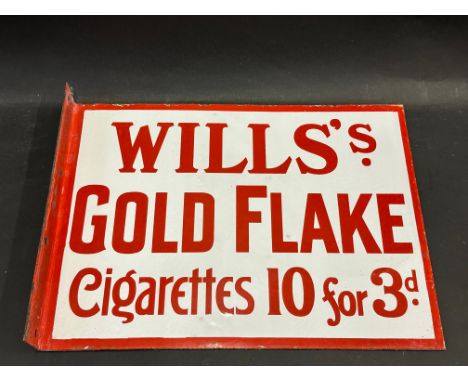 WILLS'S.
GOLD FLAKE
Cigarettes 10 for 3d.